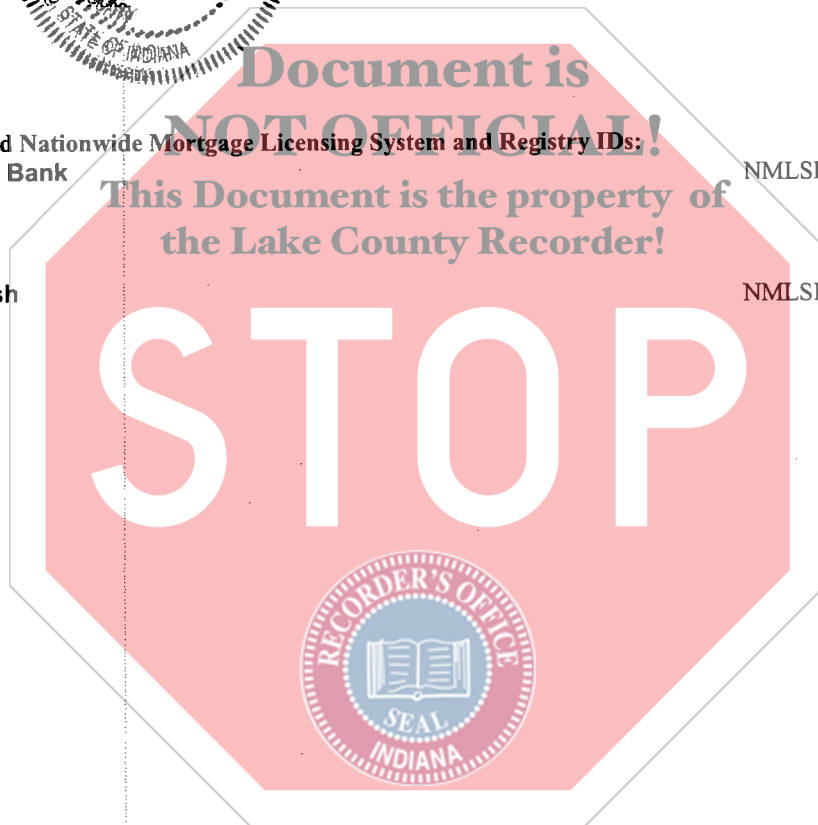 COUNTY
STATE OF INDIANA
Document is
NOT OFFICIAL!
d Nationwide Mortgage Licensing System and Registry IDs:
Bank NMLSI
This Document is the property of
the Lake County Recorder!
sh NMLSI
STOP
RECORDER'S OFFICE
SEAL
INDIANA